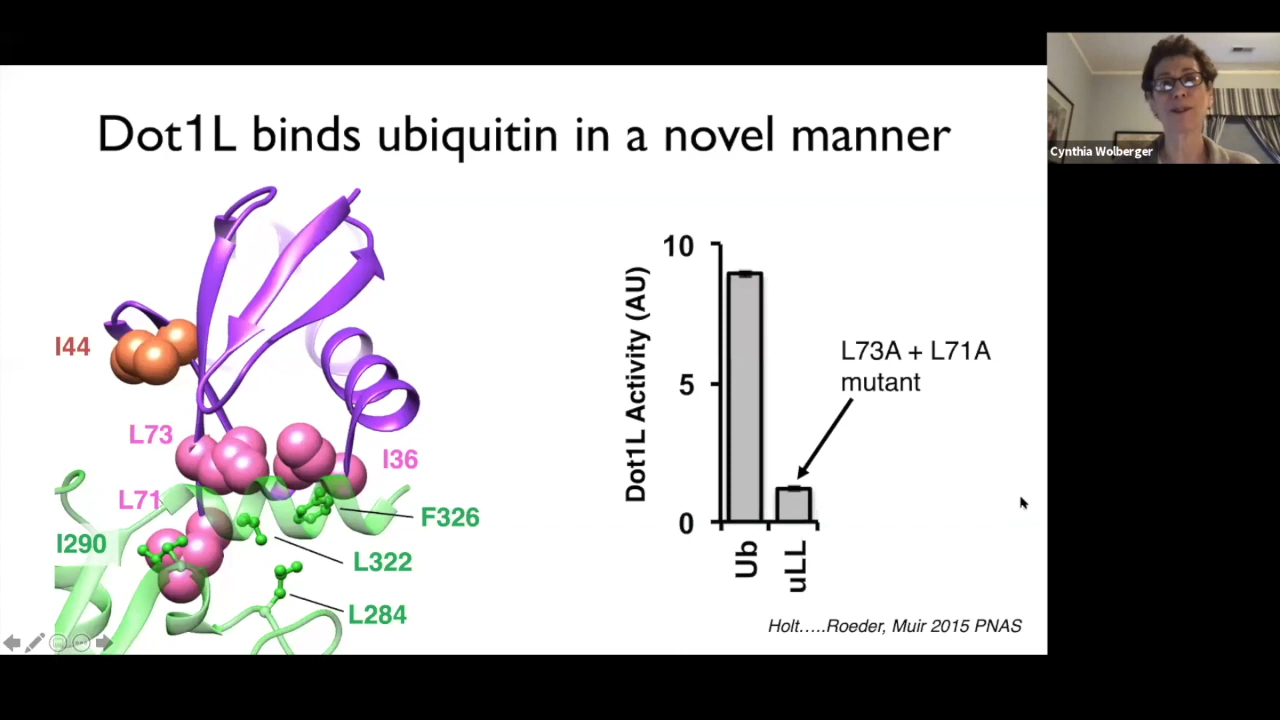 Dot1L binds ubiquitin in a novel manner
Cynthia Wolberger
I44
L73
I36
L71
I290
F326
L322
L284
Dot1L Activity (AU)
10
5
0
Ub
uLL
L73A + L71A
mutant
Holt.....Roeder, Muir 2015 PNAS